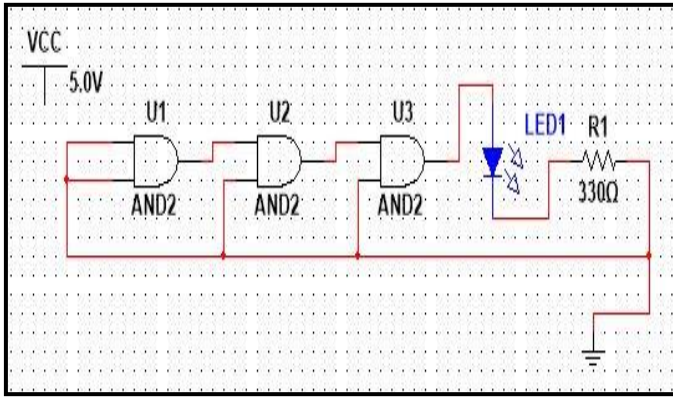 VCC
5.0V
U1
U2
U3
LED1
R1
AND2
AND2
AND2
330Ω